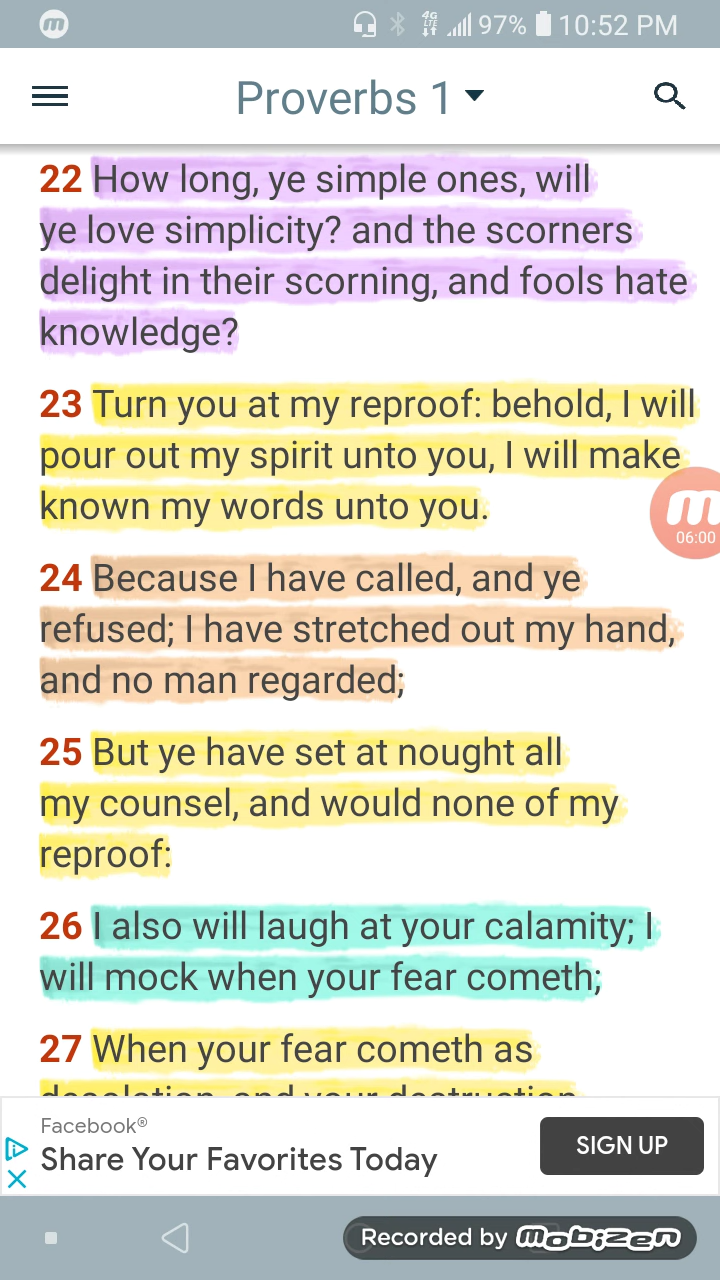 97% 10:52 PM
Proverbs 1
22 How long, ye simple ones, will
ye love simplicity? and the scorners
delight in their scorning, and fools hate
knowledge?
23 Turn you at my reproof: behold, I will
pour out my spirit unto you, I will make
known my words unto you.
06:00
24 Because I have called, and ye
refused; I have stretched out my hand,
and no man regarded;
25 But ye have set at nought all
my counsel, and would none of my
reproof:
26 I also will laugh at your calamity; I
will mock when your fear cometh;
27 When your fear cometh as
desolation, and your destruction
Facebook®
Share Your Favorites Today
SIGN UP
Recorded by mobizen